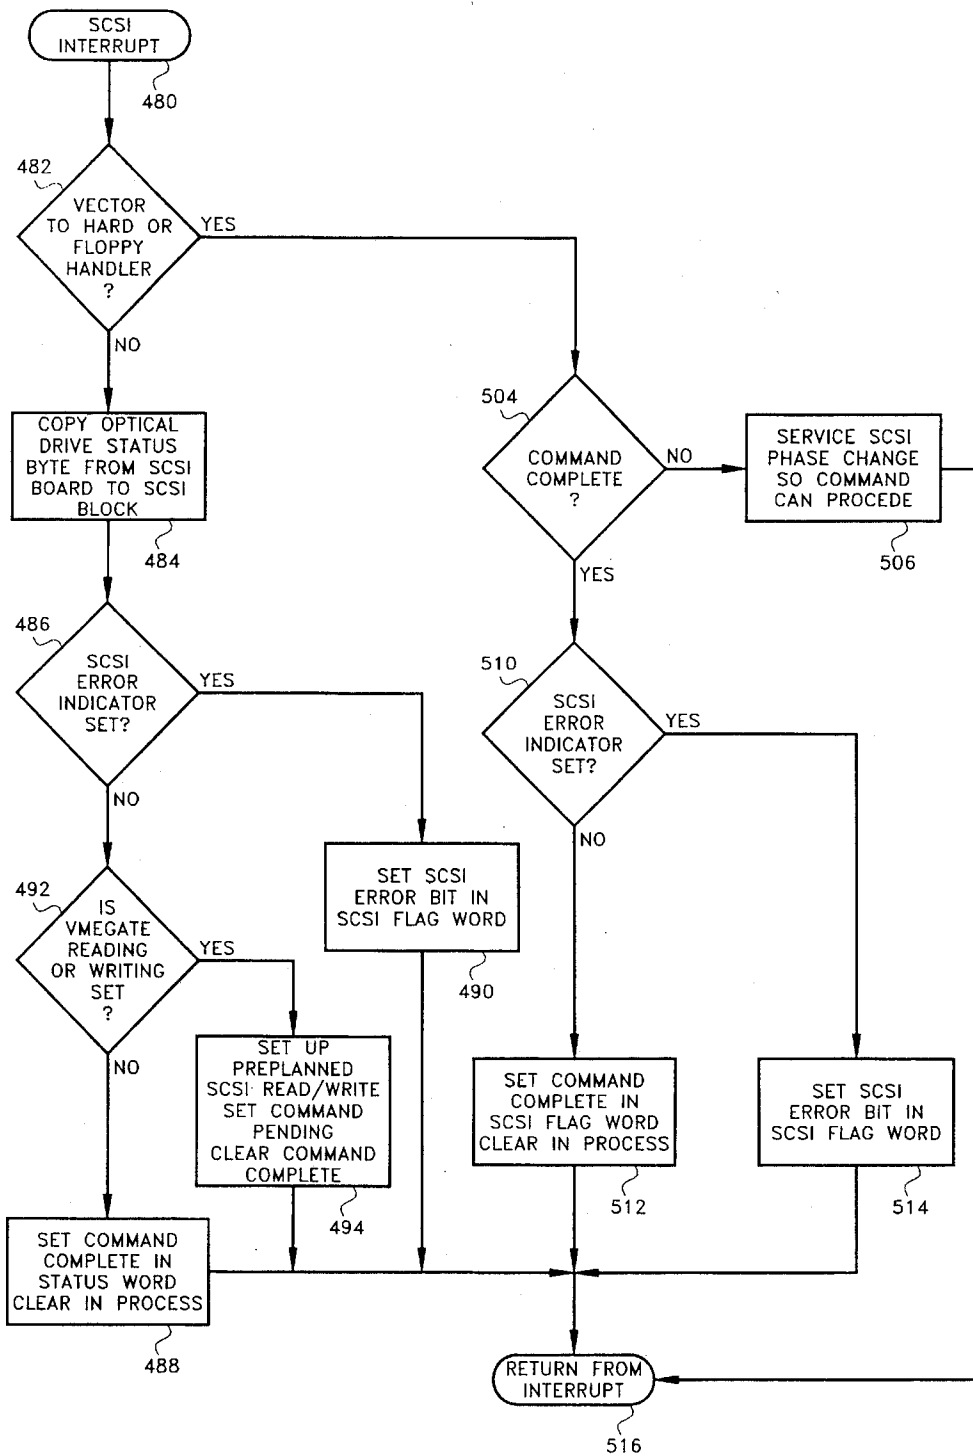 SCSI
INTERRUPT
480
482
VECTOR
TO HARD OR
FLOPPY
HANDLER
?
YES
NO
COPY OPTICAL
DRIVE STATUS
BYTE FROM SCSI
BOARD TO SCSI
BLOCK
484
486
SCSI
ERROR
INDICATOR
SET?
YES
NO
SET SCSI
ERROR BIT IN
SCSI FLAG WORD
490
492
IS
VMEGATE
READING
OR WRITING
SET
?
YES
NO
SET UP
PREPLANNED
SCSI READ/WRITE
SET COMMAND
PENDING
CLEAR COMMAND
COMPLETE
494
SET COMMAND
COMPLETE IN
STATUS WORD
CLEAR IN PROCESS
488
504
COMMAND
COMPLETE
?
NO
YES
SERVICE SCSI
PHASE CHANGE
SO COMMAND
CAN PROCEDE
506
510
SCSI
ERROR
INDICATOR
SET?
YES
NO
SET COMMAND
COMPLETE IN
SCSI FLAG WORD
CLEAR IN PROCESS
512
SET SCSI
ERROR BIT IN
SCSI FLAG WORD
514
RETURN FROM
INTERRUPT
516